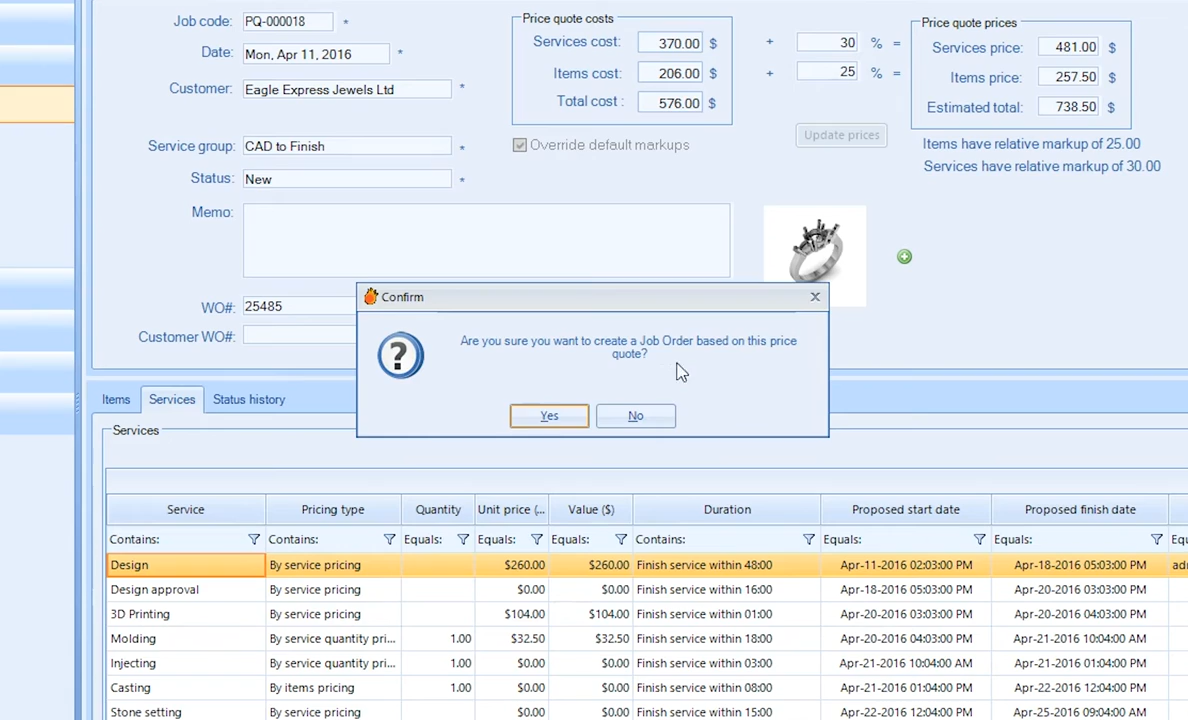 Job code: PQ-000018 *
Date: Mon, Apr 11, 2016 *
Customer: Eagle Express Jewels Ltd *
Service group: CAD to Finish *
Status: New *
Memo:
WO#: 25485
Customer WO#:
Price quote costs
Services cost: 370.00 $ + 30 % =
Items cost: 206.00 $ + 25 % =
Total cost : 576.00 $
Override default markups
Update prices
Price quote prices
Services price: 481.00 $
Items price: 257.50 $
Estimated total: 738.50 $
Items have relative markup of 25.00
Services have relative markup of 30.00
Confirm
Are you sure you want to create a Job Order based on this price
quote?
Yes No
Items Services Status history
Services
Service Pricing type Quantity Unit price (... Value ($) Duration Proposed start date Proposed finish date
Contains: Contains: Equals: Equals: Equals: Contains: Equals: Equals:
Design By service pricing $260.00 $260.00 Finish service within 48:00 Apr-11-2016 02:03:00 PM Apr-18-2016 05:03:00 PM
Design approval By service pricing $0.00 $0.00 Finish service within 16:00 Apr-18-2016 05:03:00 PM Apr-20-2016 03:03:00 PM
3D Printing By service pricing $104.00 $104.00 Finish service within 01:00 Apr-20-2016 03:03:00 PM Apr-20-2016 04:03:00 PM
Molding By service quantity pri... 1.00 $32.50 $32.50 Finish service within 18:00 Apr-20-2016 04:03:00 PM Apr-21-2016 10:04:00 AM
Injecting By service quantity pri... 1.00 $0.00 $0.00 Finish service within 03:00 Apr-21-2016 10:04:00 AM Apr-21-2016 01:04:00 PM
Casting By items pricing 1.00 $0.00 $0.00 Finish service within 08:00 Apr-21-2016 01:04:00 PM Apr-22-2016 12:04:00 PM
Stone setting By service pricing $0.00 $0.00 Finish service within 15:00 Apr-22-2016 12:04:00 PM Apr-25-2016 09:04:00 AM